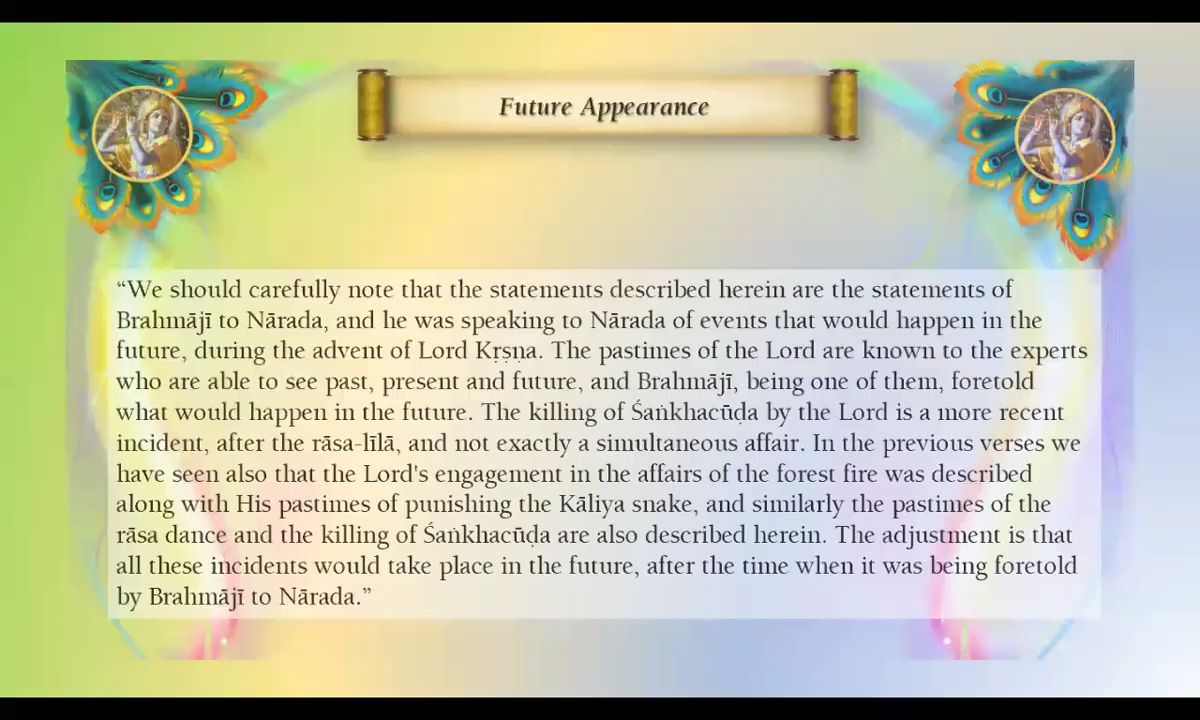 Future Appearance
“We should carefully note that the statements described herein are the statements of
Brahmājī to Nārada, and he was speaking to Nārada of events that would happen in the
future, during the advent of Lord Kṛṣṇa. The pastimes of the Lord are known to the experts
who are able to see past, present and future, and Brahmājī, being one of them, foretold
what would happen in the future. The killing of Śaṅkhacūḍa by the Lord is a more recent
incident, after the rāsa-līlā, and not exactly a simultaneous affair. In the previous verses we
have seen also that the Lord's engagement in the affairs of the forest fire was described
along with His pastimes of punishing the Kāliya snake, and similarly the pastimes of the
rāsa dance and the killing of Śaṅkhacūḍa are also described herein. The adjustment is that
all these incidents would take place in the future, after the time when it was being foretold
by Brahmājī to Nārada.”